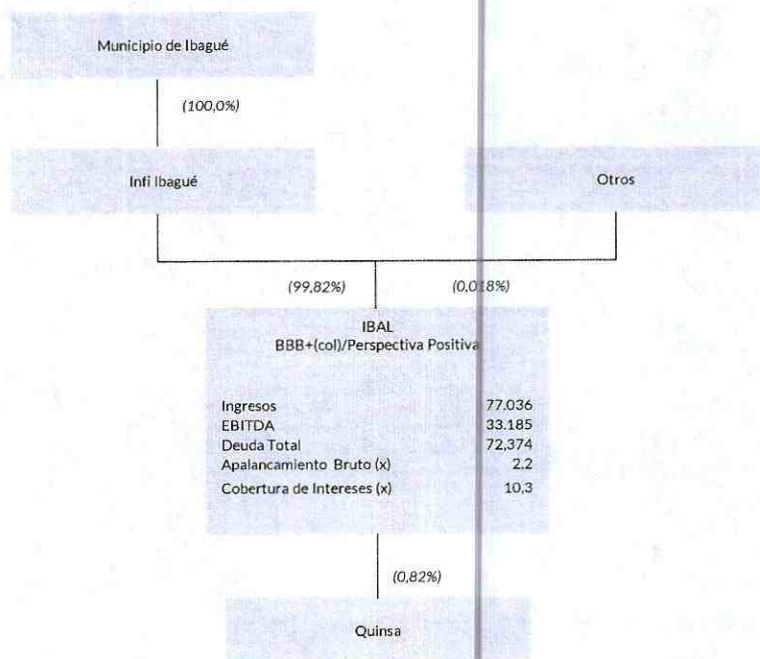 Municipio de Ibagué
(100,0%)
Infi Ibagué
Otros
(99,82%)
(0,018%)
IBAL
BBB+(col)/Perspectiva Positiva
Ingresos 77.036
EBITDA 33.185
Deuda Total 72,374
Apalancamiento Bruto (x) 2,2
Cobertura de Intereses (x) 10,3
(0,82%)
Quinsa